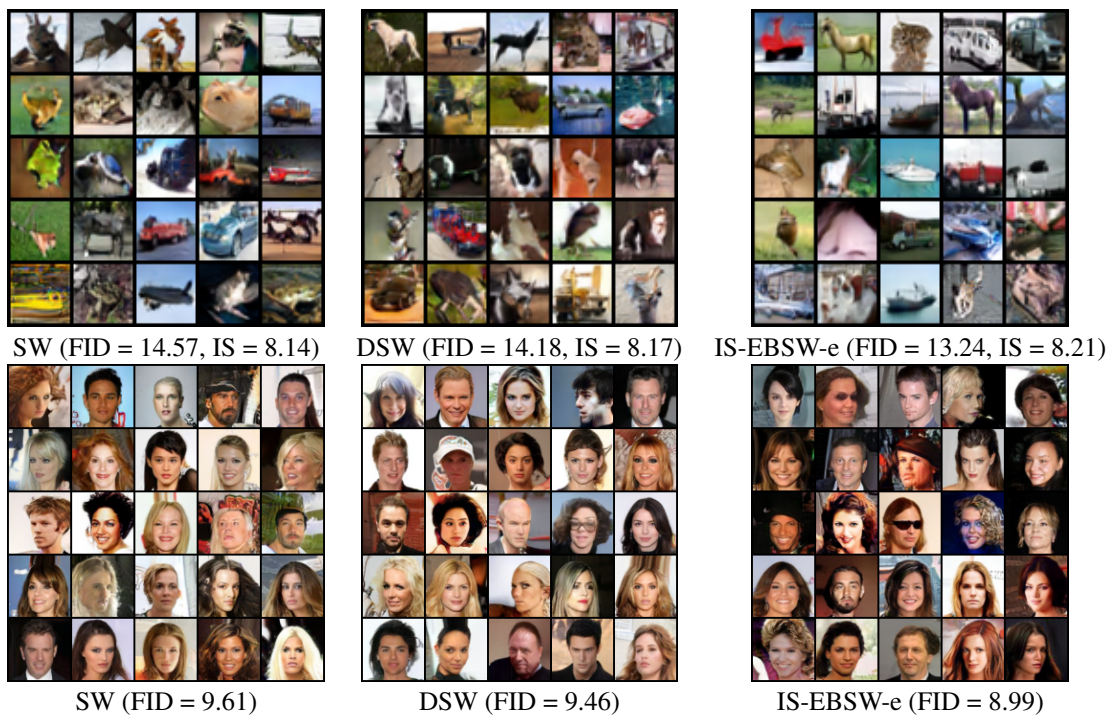 SW (FID = 14.57, IS = 8.14) DSW (FID = 14.18, IS = 8.17) IS-EBSW-e (FID = 13.24, IS = 8.21)
SW (FID = 9.61) DSW (FID = 9.46) IS-EBSW-e (FID = 8.99)